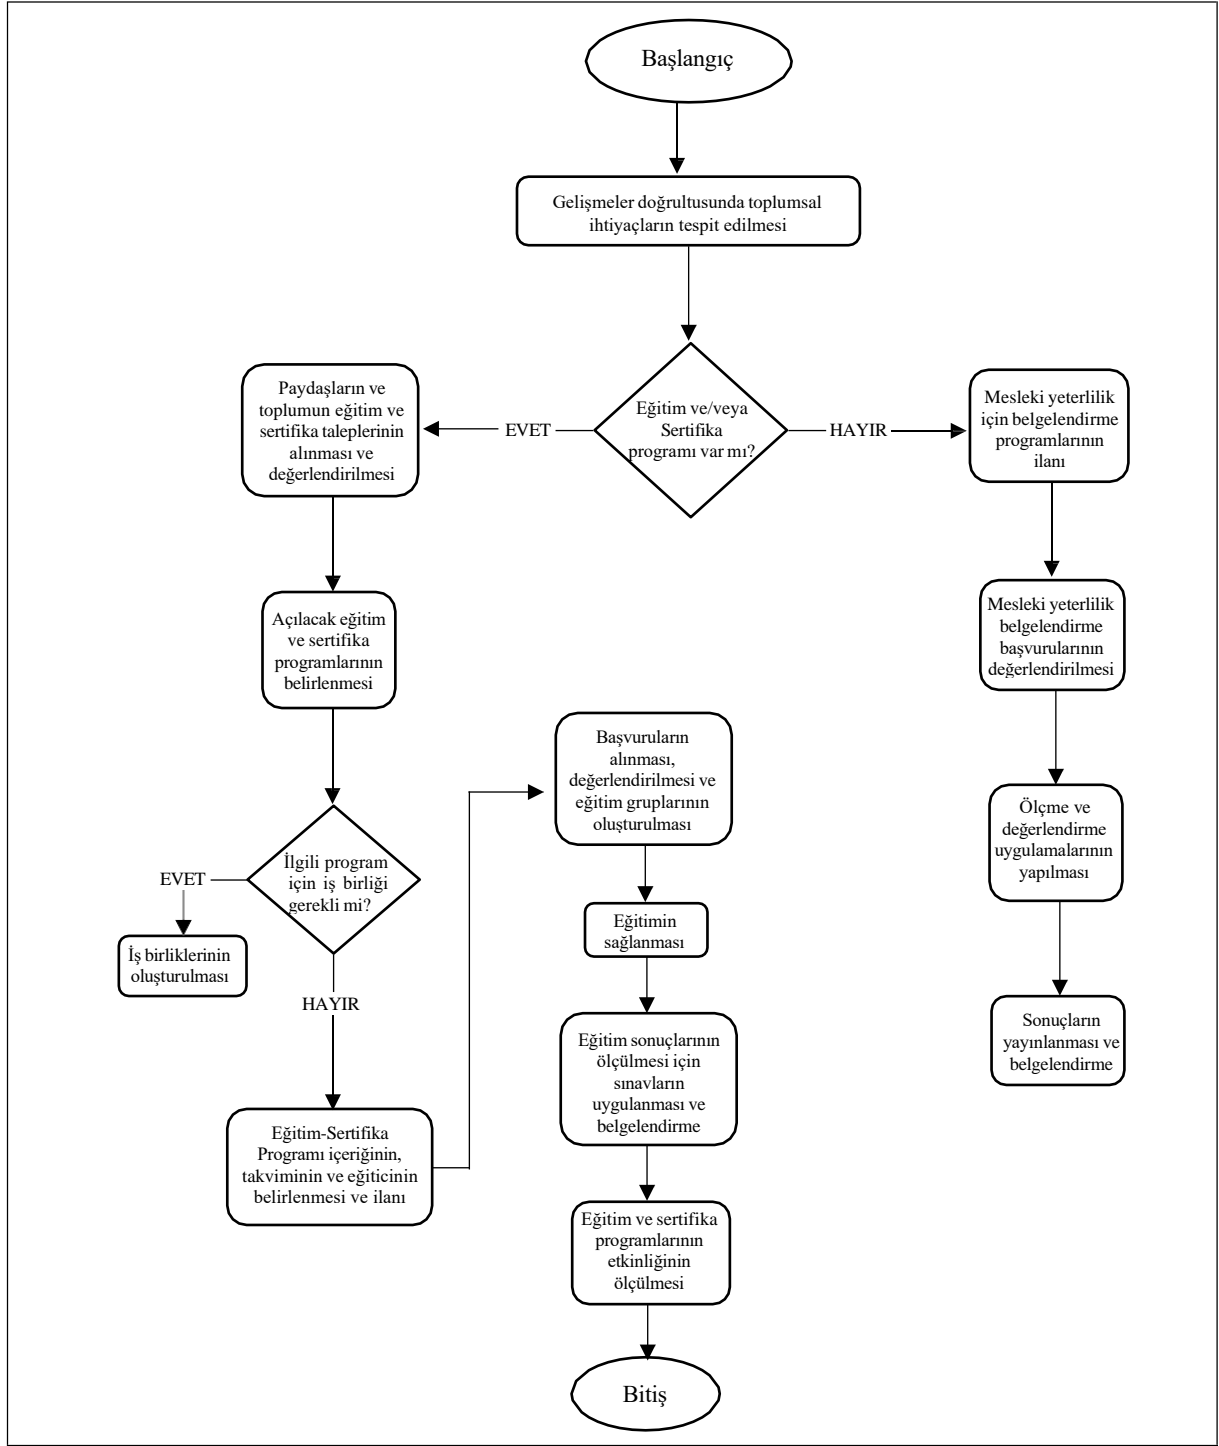 Başlangıç
Gelişmeler doğrultusunda toplumsal
ihtiyaçların tespit edilmesi
Eğitim ve/veya
Sertifika
programı var mı?
EVET
HAYIR
Paydaşların ve
toplumun eğitim ve
sertifika taleplerinin
alınması ve
değerlendirilmesi
Mesleki yeterlilik
için belgelendirme
programlarının
ilanı
Açılacak eğitim
ve sertifika
programlarının
belirlenmesi
Mesleki yeterlilik
belgelendirme
başvurularının
değerlendirilmesi
Başvuruların
alınması,
değerlendirilmesi ve
eğitim gruplarının
oluşturulması
Ölçme ve
değerlendirme
uygulamalarının
yapılması
İlgili program
için iş birliği
gerekli mi?
EVET
İş birliklerinin
oluşturulması
HAYIR
Eğitimin
sağlanması
Sonuçların
yayınlanması ve
belgelendirme
Eğitim sonuçlarının
ölçülmesi için
sınavların
uygulanması ve
belgelendirme
Eğitim-Sertifika
Programı içeriğinin,
takviminin ve eğiticinin
belirlenmesi ve ilanı
Eğitim ve sertifika
programlarının
etkinliğinin
ölçülmesi
Bitiş